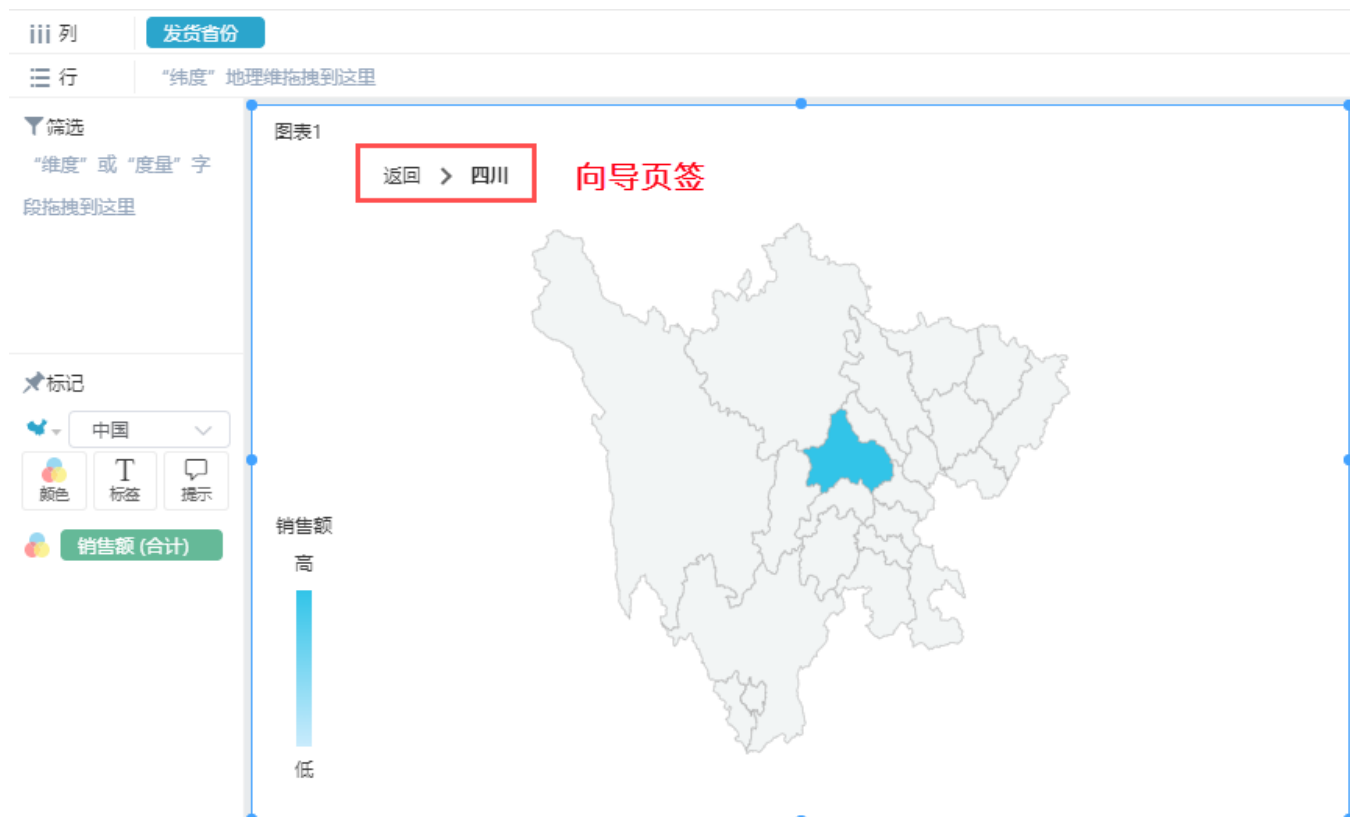 列
发货省份
行
“纬度”地理维拖拽到这里
筛选
“维度”或“度量”字
段拖拽到这里
图表1
返回 > 四川
向导页签
标记
中国
颜色
T
标签
提示
销售额 (合计)
销售额
高
低